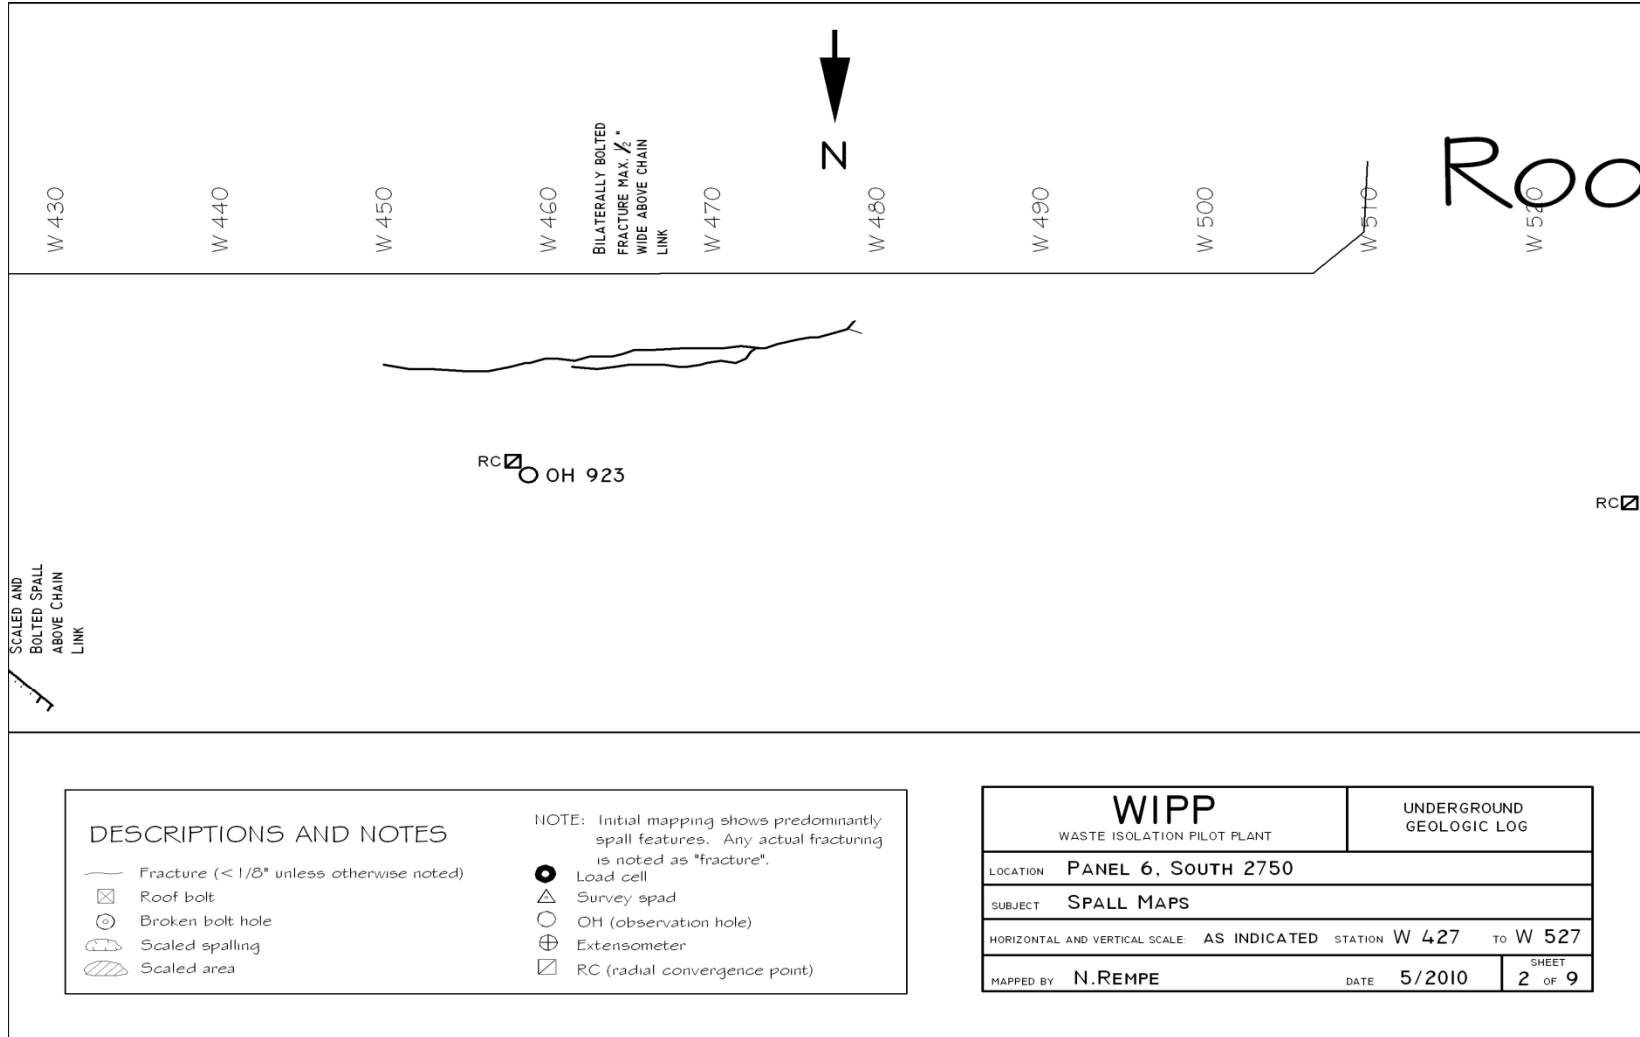 N
Roo
W 430
W 440
W 450
W 460
BILATERALLY BOLTED
FRACTURE MAX. 1/2"
WIDE ABOVE CHAIN
LINK
W 470
W 480
W 490
W 500
W 510
W 520
RC
OH 923
RC
SCALED AND
BOLTED SPALL
ABOVE CHAIN
LINK
DESCRIPTIONS AND NOTES
Fracture (< 1/8" unless otherwise noted)
Roof bolt
Broken bolt hole
Scaled spalling
Scaled area
NOTE: Initial mapping shows predominantly
spall features. Any actual fracturing
is noted as "fracture".
Load cell
Survey spad
OH (observation hole)
Extensometer
RC (radial convergence point)
WIPP
WASTE ISOLATION PILOT PLANT
UNDERGROUND
GEOLOGIC LOG
LOCATION PANEL 6, SOUTH 2750
SUBJECT SPALL MAPS
HORIZONTAL AND VERTICAL SCALE: AS INDICATED STATION W 427 TO W 527
MAPPED BY N.REMPE DATE 5/2010 SHEET
2 OF 9